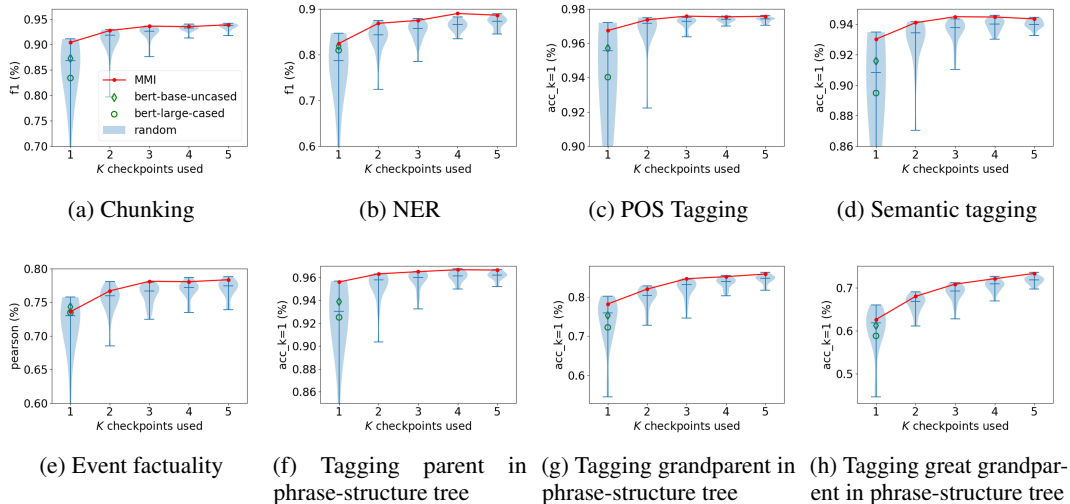 0.95
0.90
0.85
0.80
0.75
0.70
f1 (%)
MMI
bert-base-uncased
bert-large-cased
random
1 2 3 4 5
K checkpoints used
(a) Chunking
0.9
0.8
0.7
0.6
f1 (%)
1 2 3 4 5
K checkpoints used
(b) NER
0.98
0.96
0.94
0.92
0.90
acc_k=1 (%)
1 2 3 4 5
K checkpoints used
(c) POS Tagging
0.94
0.92
0.90
0.88
0.86
acc_k=1 (%)
1 2 3 4 5
K checkpoints used
(d) Semantic tagging
0.80
0.75
0.70
0.65
0.60
pearson (%)
1 2 3 4 5
K checkpoints used
(e) Event factuality
0.96
0.94
0.92
0.90
0.88
0.86
acc_k=1 (%)
1 2 3 4 5
K checkpoints used
(f) Tagging parent in
phrase-structure tree
0.8
0.7
0.6
acc_k=1 (%)
1 2 3 4 5
K checkpoints used
(g) Tagging grandparent in
phrase-structure tree
0.7
0.6
0.5
acc_k=1 (%)
1 2 3 4 5
K checkpoints used
(h) Tagging great grandpar-
ent in phrase-structure tree